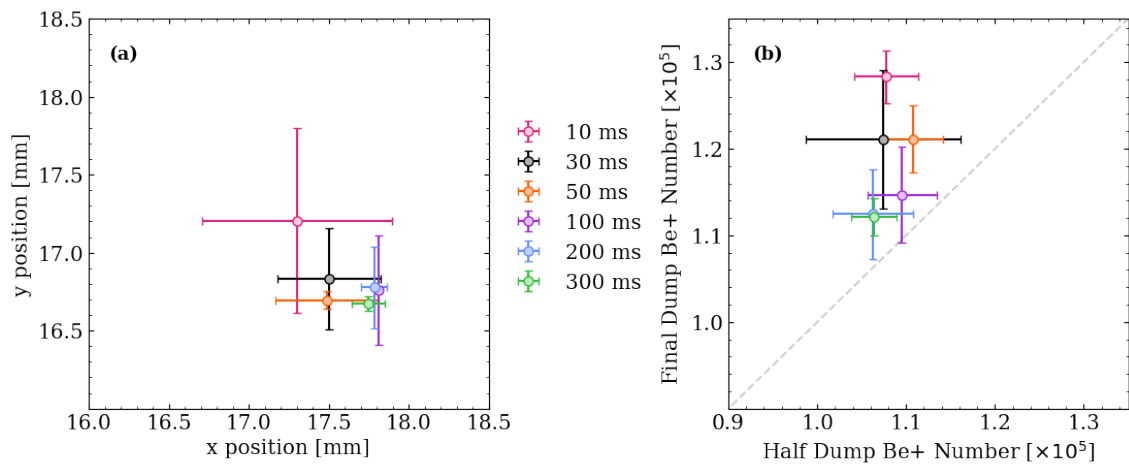 (a)
y position [mm]
18.5
18.0
17.5
17.0
16.5
16.0 16.5 17.0 17.5 18.0 18.5
x position [mm]
10 ms
30 ms
50 ms
100 ms
200 ms
300 ms
(b)
Final Dump Be+ Number [×10⁵]
1.3
1.2
1.1
1.0
0.9 1.0 1.1 1.2 1.3
Half Dump Be+ Number [×10⁵]